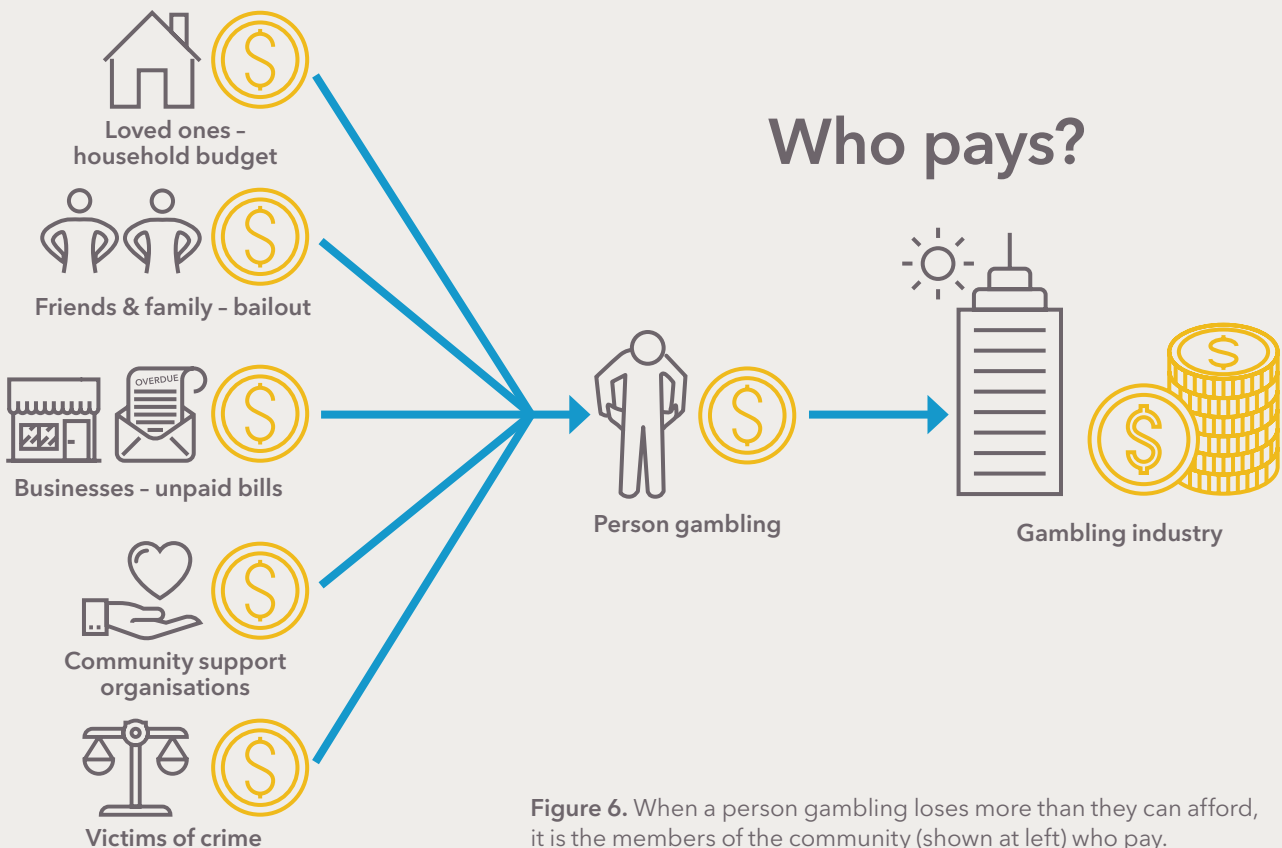 Who pays?
$
Loved ones –
household budget
$
Friends & family – bailout
OVERDUE
$
Businesses – unpaid bills
$
Community support
organisations
$
Victims of crime
$
Person gambling
$
$
Gambling industry
Figure 6. When a person gambling loses more than they can afford,
it is the members of the community (shown at left) who pay.